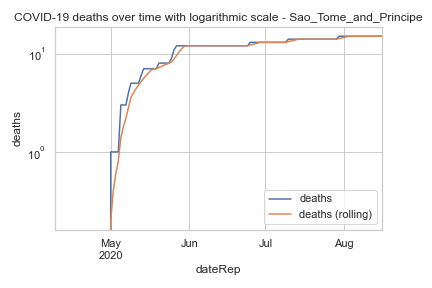 COVID-19 deaths over time with logarithmic scale - Sao_Tome_and_Principe
10¹
10⁰
deaths
deaths
deaths (rolling)
May
2020
Jun
Jul
Aug
dateRep